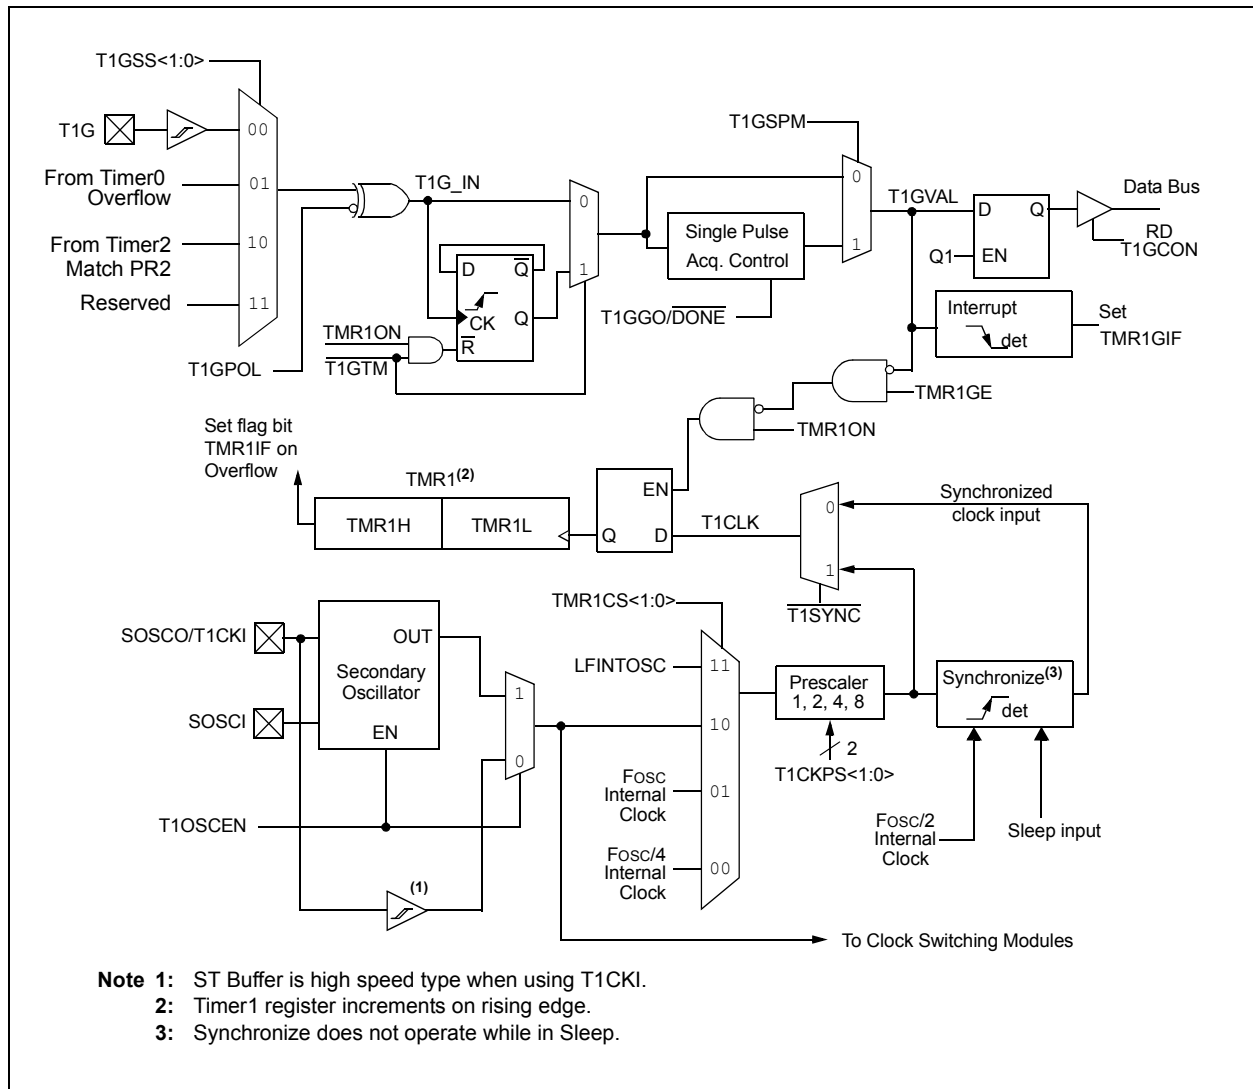 T1GSS<1:0>
T1G
00
From Timer0
Overflow
01
From Timer2
Match PR2
10
Reserved
11
T1GPOL
T1G_IN
D
Q̅
CK
Q
R̅
TMR1ON
T1GTM
0
1
T1GSPM
0
1
Single Pulse
Acq. Control
T1GGO/D̅O̅N̅E̅
T1GVAL
D
Q
Q1
EN
Data Bus
RD
T1GCON
Interrupt
det
Set
TMR1GIF
TMR1GE
TMR1ON
Set flag bit
TMR1IF on
Overflow
TMR1(2)
TMR1H
TMR1L
EN
Q
D
T1CLK
0
1
T̅1̅S̅Y̅N̅C̅
Synchronized
clock input
SOSCO/T1CKI
SOSCI
OUT
Secondary
Oscillator
EN
T1OSCEN
1
0
(1)
TMR1CS<1:0>
LFINTOSC
11
10
FOSC
Internal
Clock
01
FOSC/4
Internal
Clock
00
Prescaler
1, 2, 4, 8
2
T1CKPS<1:0>
Synchronize(3)
det
FOSC/2
Internal
Clock
Sleep input
To Clock Switching Modules
Note 1: ST Buffer is high speed type when using T1CKI.
2: Timer1 register increments on rising edge.
3: Synchronize does not operate while in Sleep.